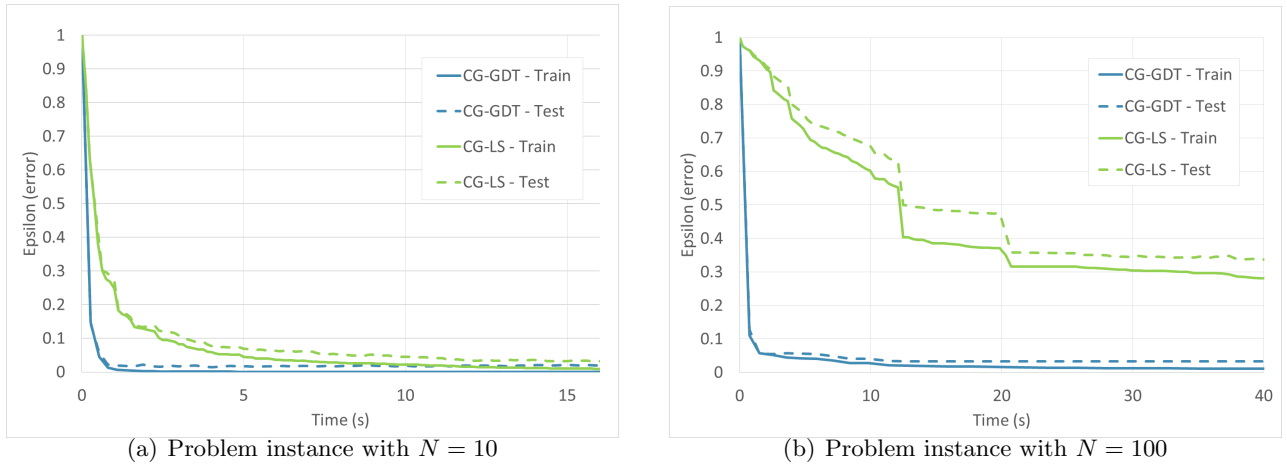 1
0.9
0.8
0.7
0.6
0.5
0.4
0.3
0.2
0.1
0
Epsilon (error)
0
5
10
15
Time (s)
CG-GDT - Train
CG-GDT - Test
CG-LS - Train
CG-LS - Test
(a) Problem instance with N = 10
1
0.9
0.8
0.7
0.6
0.5
0.4
0.3
0.2
0.1
0
Epsilon (error)
0
10
20
30
40
Time (s)
CG-GDT - Train
CG-GDT - Test
CG-LS - Train
CG-LS - Test
(b) Problem instance with N = 100